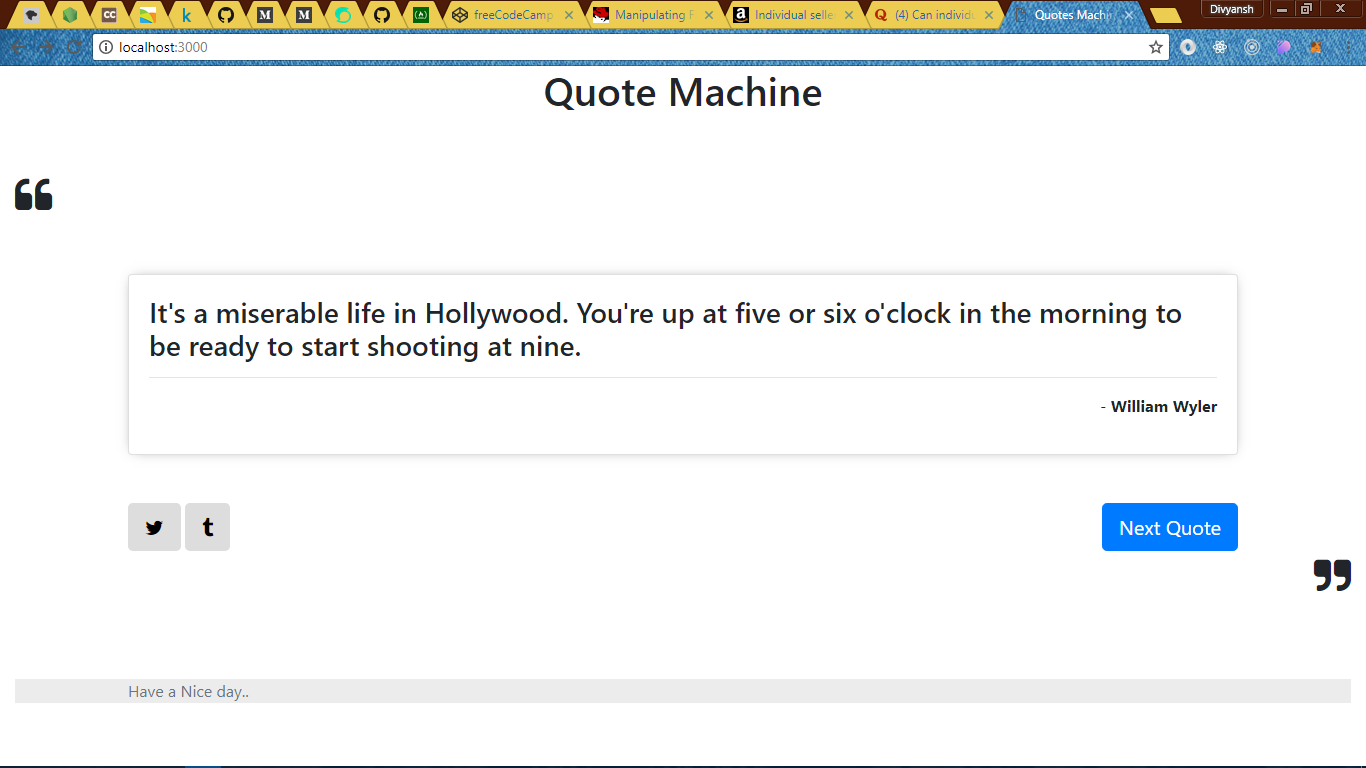 freeCodeCamp
Manipulating
Individual selle
(4) Can individu
Quotes Machi
Divyansh
localhost:3000
Quote Machine
It's a miserable life in Hollywood. You're up at five or six o'clock in the morning to
be ready to start shooting at nine.
- William Wyler
Next Quote
Have a Nice day..